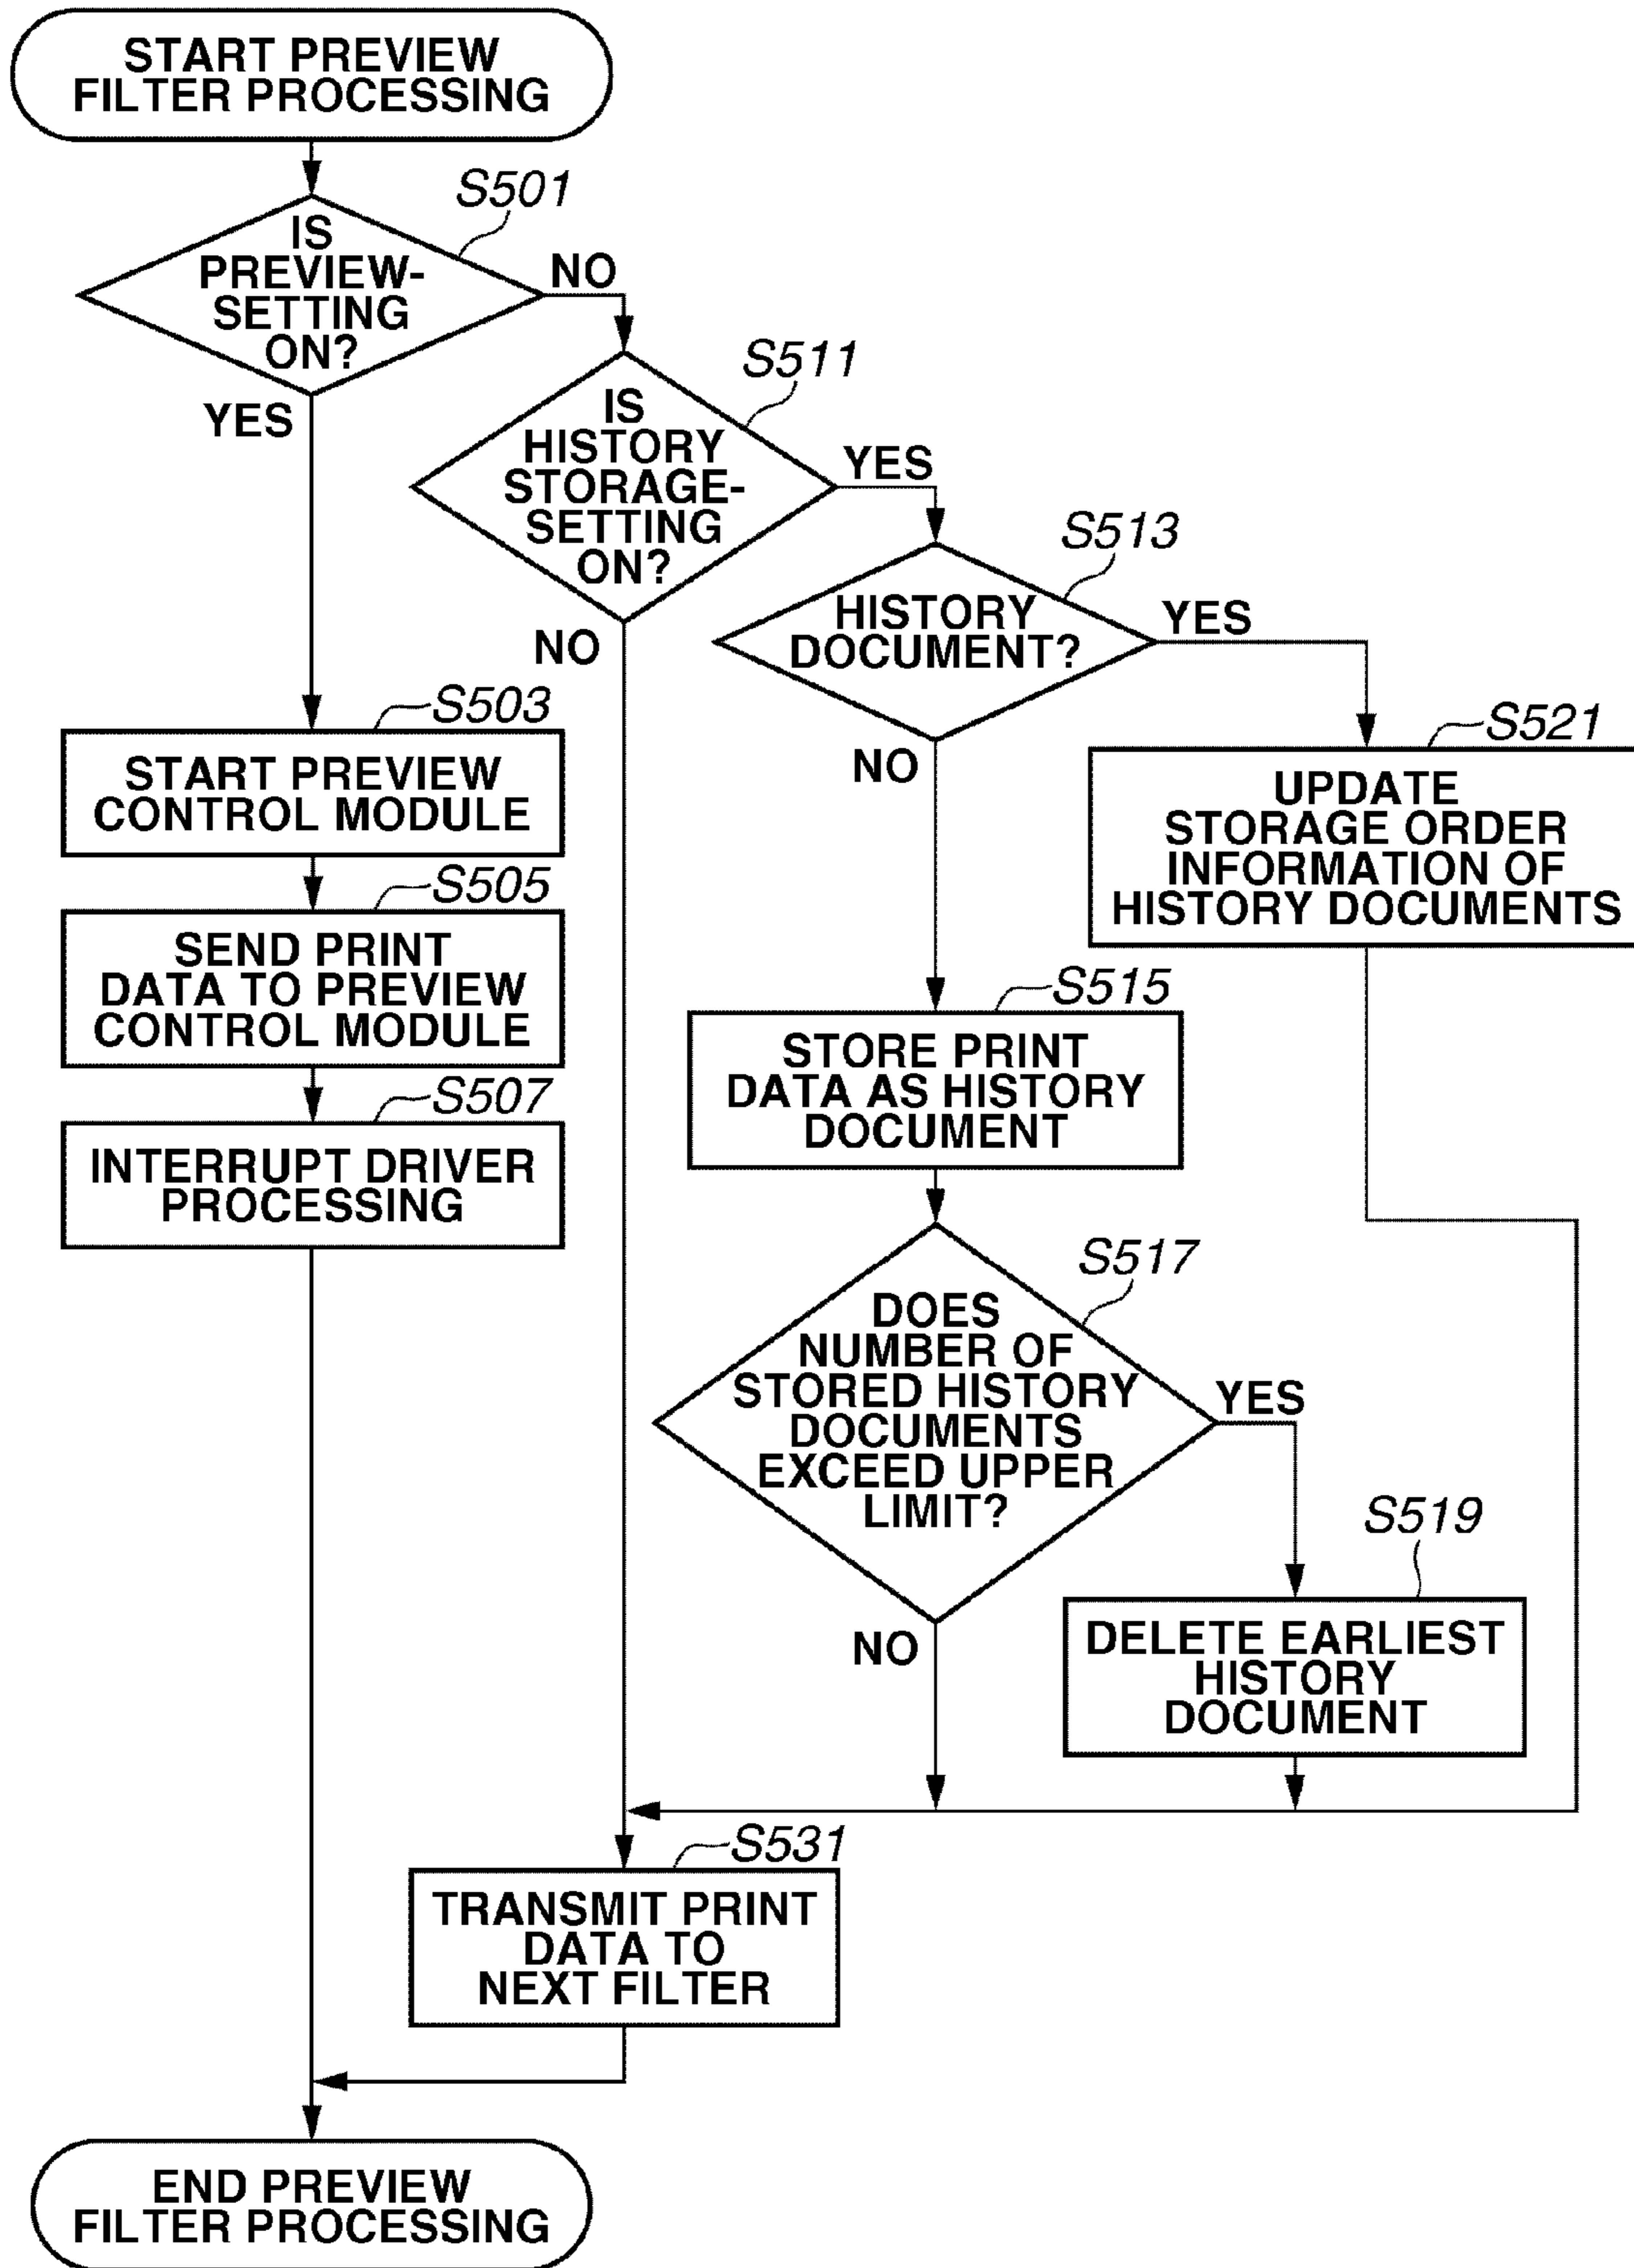 START PREVIEW
FILTER PROCESSING
S501
IS
PREVIEW-
SETTING
ON?
NO
YES
S511
IS
HISTORY
STORAGE-
SETTING
ON?
YES
NO
S513
HISTORY
DOCUMENT?
YES
NO
S503
START PREVIEW
CONTROL MODULE
S521
UPDATE
STORAGE ORDER
INFORMATION OF
HISTORY DOCUMENTS
S505
SEND PRINT
DATA TO PREVIEW
CONTROL MODULE
S515
STORE PRINT
DATA AS HISTORY
DOCUMENT
S507
INTERRUPT DRIVER
PROCESSING
S517
DOES
NUMBER OF
STORED HISTORY
DOCUMENTS
EXCEED UPPER
LIMIT?
YES
NO
S519
DELETE EARLIEST
HISTORY
DOCUMENT
S531
TRANSMIT PRINT
DATA TO
NEXT FILTER
END PREVIEW
FILTER PROCESSING